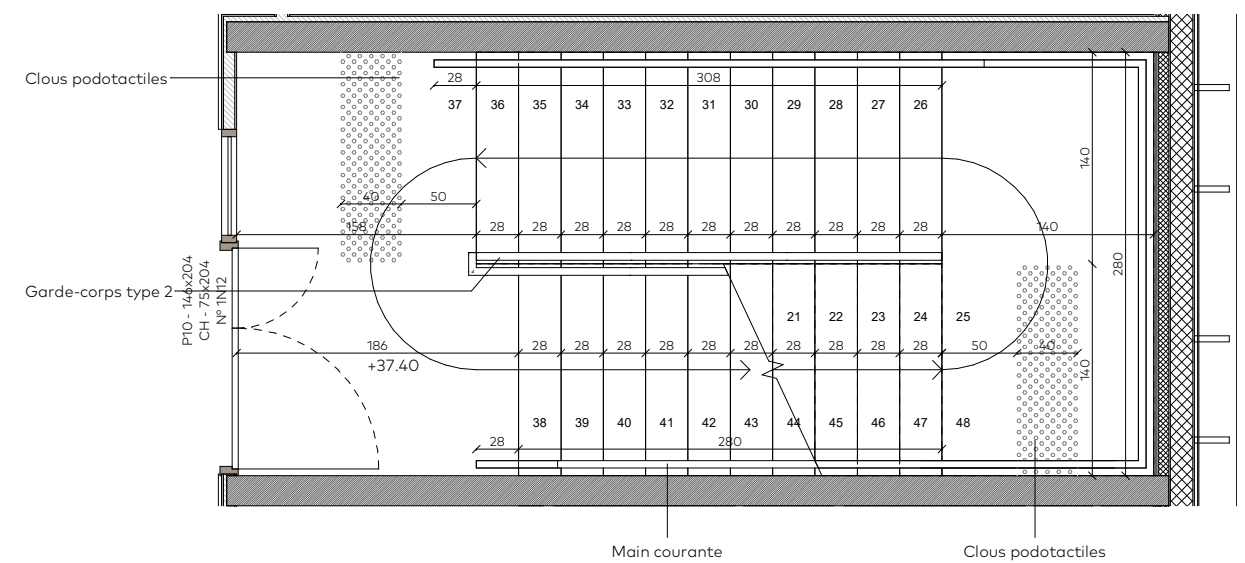 Clous podotactiles
28
308
37 36 35 34 33 32 31 30 29 28 27 26
140
40
50
158
28 28 28 28 28 28 28 28 28 28 28
140
280
P10 - 146x204
CH - 75x204
N° 1N12
Garde-corps type 2
21 22 23 24 25
186
28 28 28 28 28 28 28 28 28 28
50
40
+37.40
140
38 39 40 41 42 43 44 45 46 47 48
28
280
Main courante
Clous podotactiles